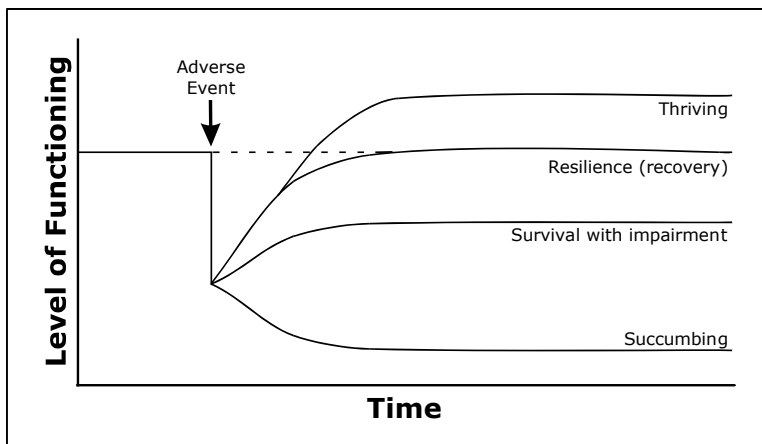 Adverse
Event
Thriving
Resilience (recovery)
Survival with impairment
Succumbing
Level of Functioning
Time